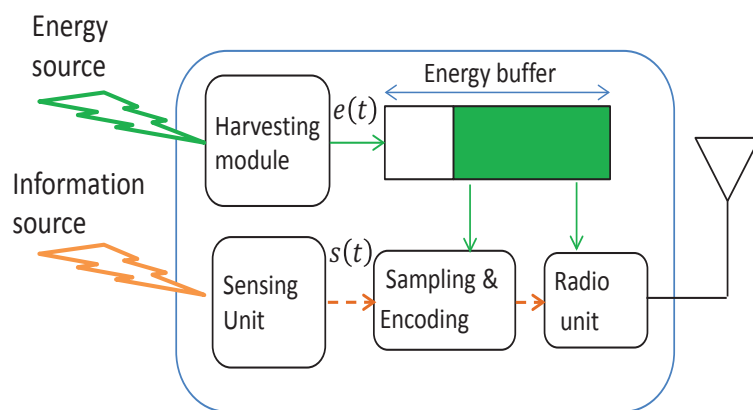 Energy
source
Energy buffer
e(t)
Harvesting
module
Information
source
s(t)
Sensing
Unit
Sampling &
Encoding
Radio
unit